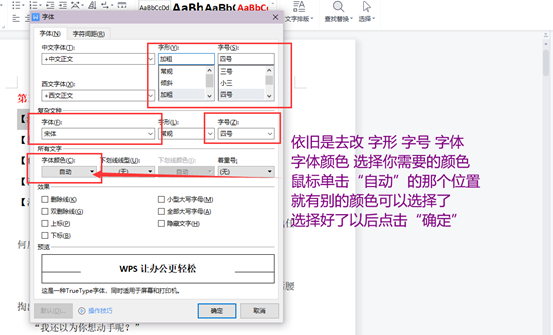 AaBbCcDd AaBb AaBb( AaBbC
文字排版 查找替换 选择
字体
字体(N) 字符间距(R)
中文字体(T): 字形(Y): 字号(S):
+中文正文 加粗 四号
常规 三号
倾斜 小三
加粗 四号
西文字体(X):
+西文正文
复杂文种
字体(F): 字形(L): 字号(Z):
宋体 常规 四号
所有文字
字体颜色(C): 下划线线型(U): 下划线颜色(I): 着重号:
自动 (无) 自动 (无)
效果
删除线(K) 小型大写字母(M)
双删除线(G) 全部大写字母(A)
上标(P) 隐藏文字(H)
下标(B)
预览
WPS 让办公更轻松
这是一种TrueType字体，同时适用于屏幕和打印机。
默认(D)... 操作技巧 确定 取消
依旧是去改 字形 字号 字体
字体颜色 选择你需要的颜色
鼠标单击“自动”的那个位置
就有别的颜色可以选择了
选择好了以后点击“确定”
“我还以为你想动手呢？”